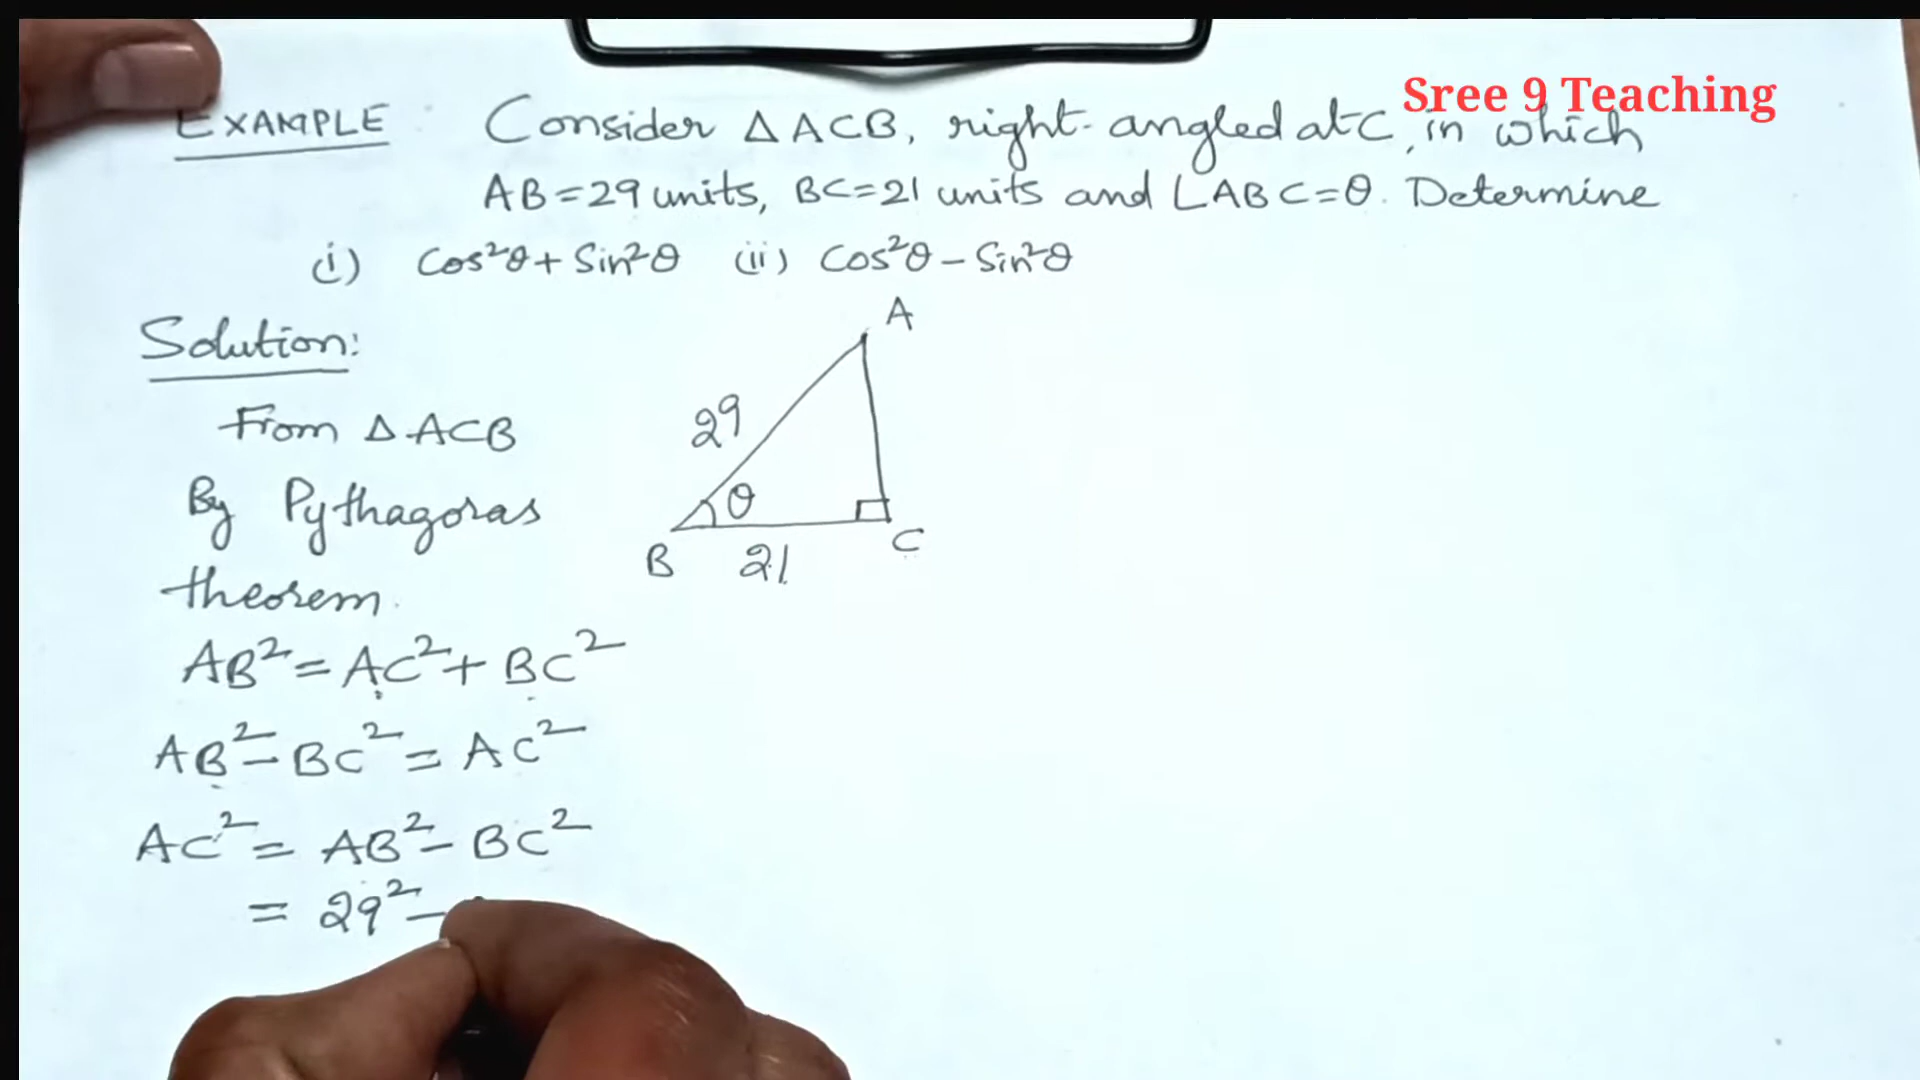 Sree 9 Teaching
EXAMPLE Consider △ACB, right-angled at C, in which
AB=29 units, BC=21 units and ∠ABC=θ. Determine
(i) Cos²θ+Sin²θ (ii) Cos²θ-Sin²θ
Solution:
A
From △ACB
29
By Pythagoras
θ
B 21 C
theorem.
AB²=AC²+BC²
AB²-BC²=AC²
AC²=AB²-BC²
=29²-